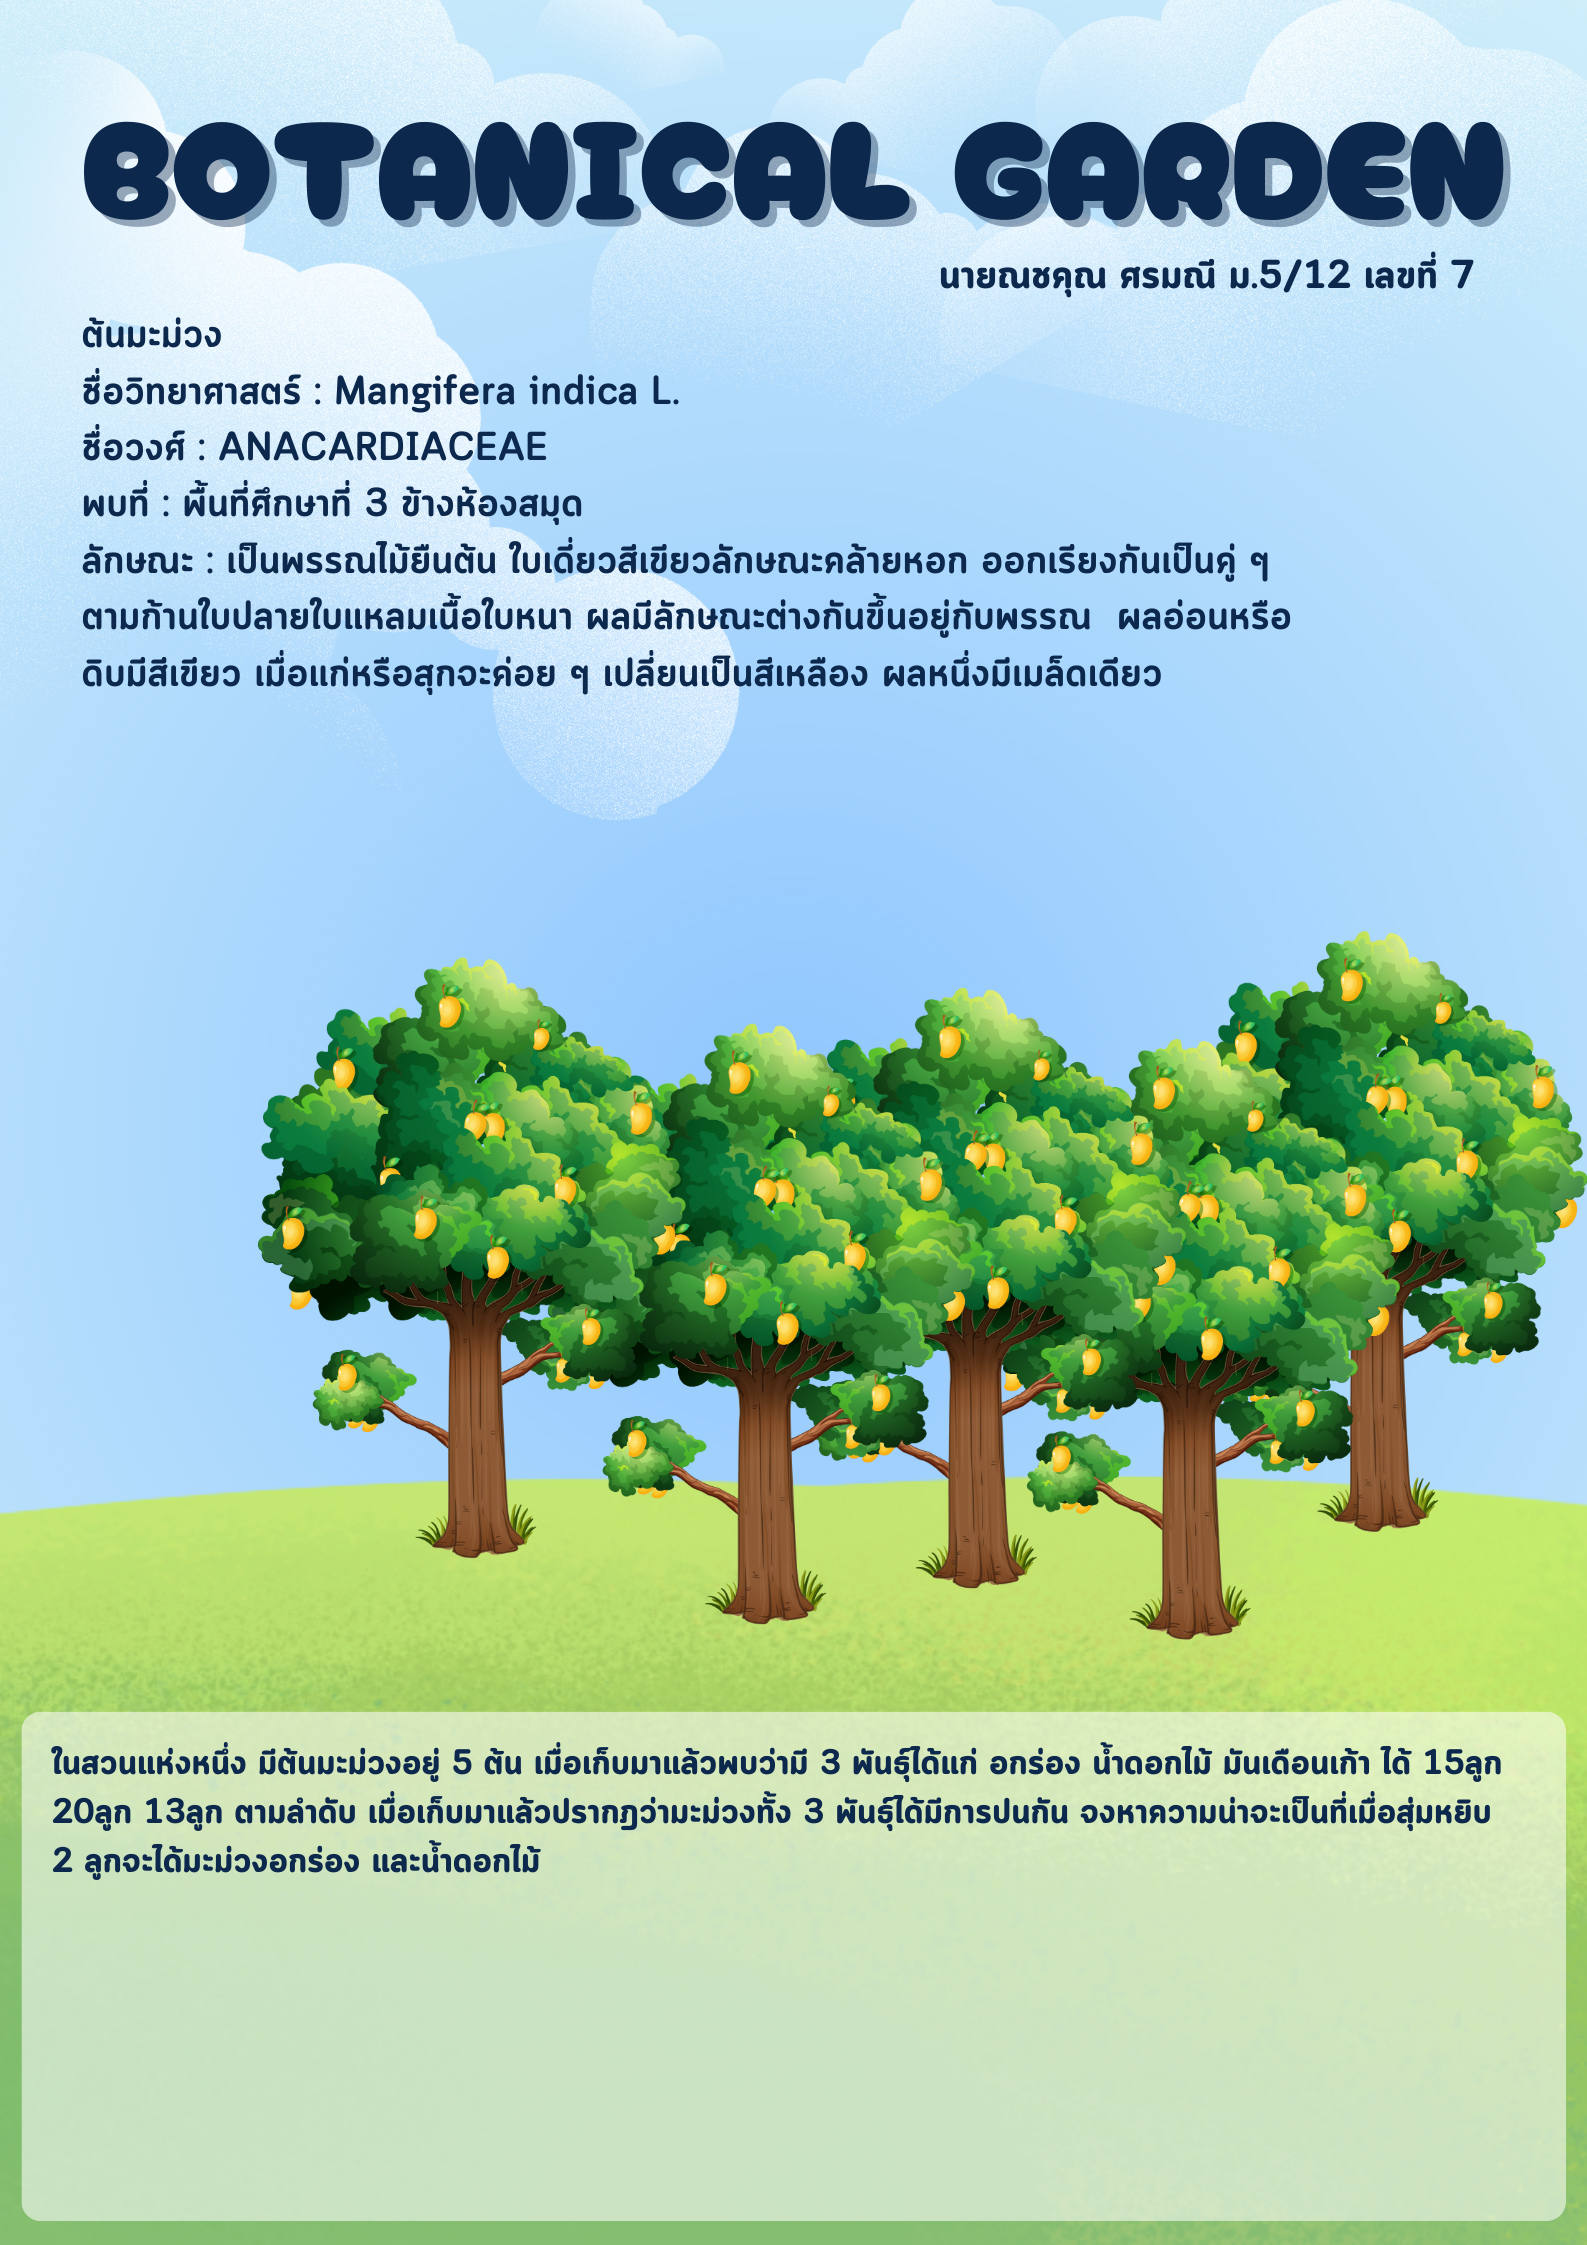 BOTANICAL GARDEN
นายณชคุณ ศรมณี ม.5/12 เลขที่ 7
ต้นมะม่วง
ชื่อวิทยาศาสตร์ : Mangifera indica L.
ชื่อวงศ์ : ANACARDIACEAE
พบที่ : พื้นที่ศึกษาที่ 3 ข้างห้องสมุด
ลักษณะ : เป็นพรรณไม้ยืนต้น ใบเดี่ยวสีเขียวลักษณะคล้ายหอก ออกเรียงกันเป็นคู่ ๆ
ตามก้านใบปลายใบแหลมเนื้อใบหนา ผลมีลักษณะต่างกันขึ้นอยู่กับพรรณ ผลอ่อนหรือ
ดิบมีสีเขียว เมื่อแก่หรือสุกจะค่อย ๆ เปลี่ยนเป็นสีเหลือง ผลหนึ่งมีเมล็ดเดียว
ในสวนแห่งหนึ่ง มีต้นมะม่วงอยู่ 5 ต้น เมื่อเก็บมาแล้วพบว่ามี 3 พันธุ์ได้แก่ อกร่อง น้ำดอกไม้ มันเดือนเก้า ได้ 15ลูก
20ลูก 13ลูก ตามลำดับ เมื่อเก็บมาแล้วปรากฏว่ามะม่วงทั้ง 3 พันธุ์ได้มีการปนกัน จงหาความน่าจะเป็นที่เมื่อสุ่มหยิบ
2 ลูกจะได้มะม่วงอกร่อง และน้ำดอกไม้